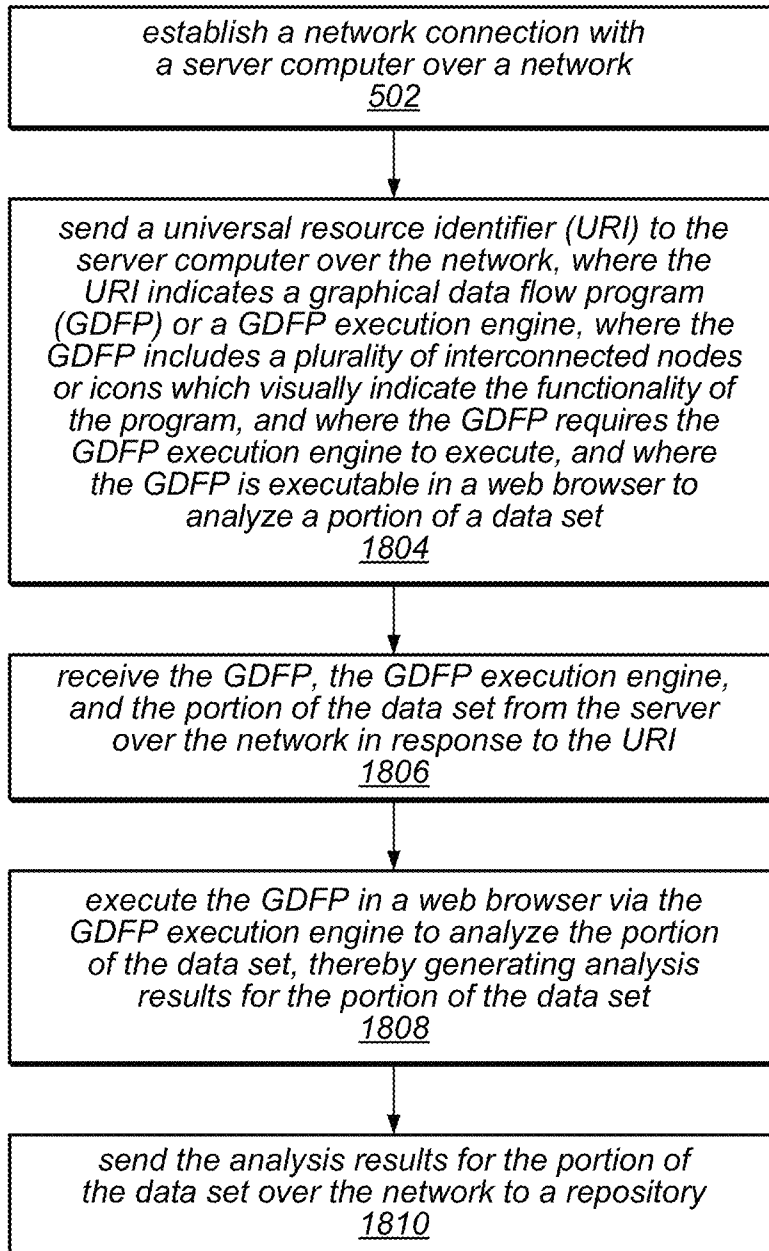 establish a network connection with
a server computer over a network
502
send a universal resource identifier (URI) to the
server computer over the network, where the
URI indicates a graphical data flow program
(GDFP) or a GDFP execution engine, where the
GDFP includes a plurality of interconnected nodes
or icons which visually indicate the functionality of
the program, and where the GDFP requires the
GDFP execution engine to execute, and where
the GDFP is executable in a web browser to
analyze a portion of a data set
1804
receive the GDFP, the GDFP execution engine,
and the portion of the data set from the server
over the network in response to the URI
1806
execute the GDFP in a web browser via the
GDFP execution engine to analyze the portion
of the data set, thereby generating analysis
results for the portion of the data set
1808
send the analysis results for the portion of
the data set over the network to a repository
1810